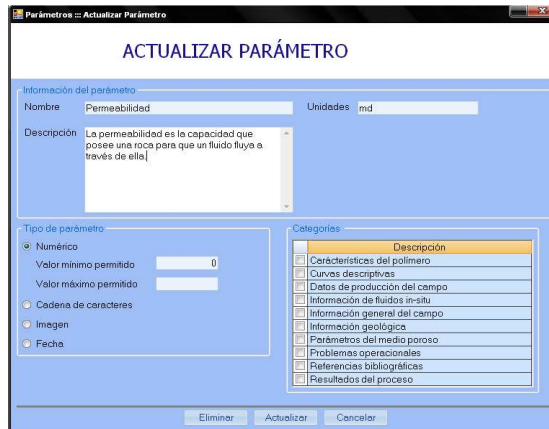 Parámetros ::: Actualizar Parámetro
ACTUALIZAR PARÁMETRO
Información del parámetro
Nombre Permeabilidad Unidades md
Descripción La permeabilidad es la capacidad que
posee una roca para que un fluido fluya a
través de ella.
Tipo de parámetro
Numérico
Valor mínimo permitido 0
Valor máximo permitido
Cadena de caracteres
Imagen
Fecha
Categorías
Descripción
Carácterísticas del polímero
Curvas descriptivas
Datos de producción del campo
Información de fluidos in-situ
Información general del campo
Información geológica
Parámetros del medio poroso
Problemas operacionales
Referencias bibliográficas
Resultados del proceso
Eliminar Actualizar Cancelar